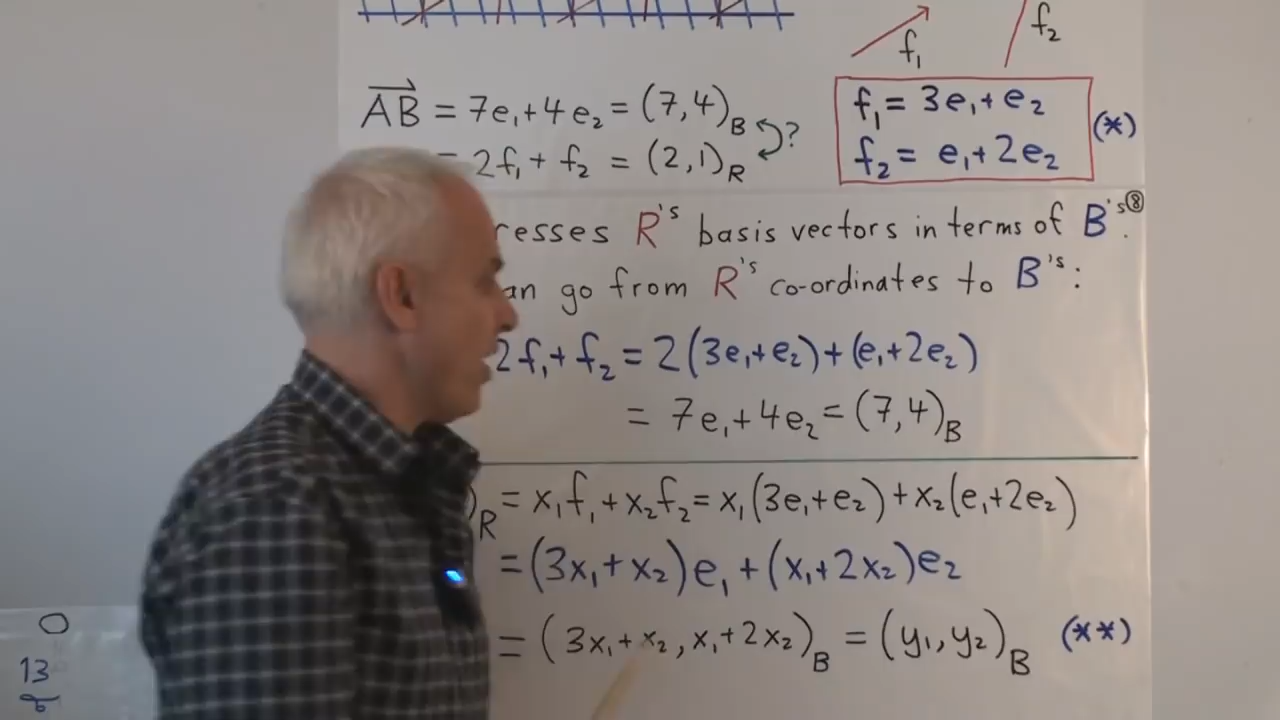 f₁
f₂
AB = 7e₁+4e₂ = (7,4)_B
= 2f₁+ f₂ = (2,1)_R
?
f₁ = 3e₁+e₂
f₂ = e₁+2e₂
(*)
resses R's basis vectors in terms of B's. ⑧
an go from R's co-ordinates to B's:
2f₁+f₂ = 2(3e₁+e₂)+(e₁+2e₂)
= 7e₁+4e₂ = (7,4)_B
)_R = x₁f₁+x₂f₂ = x₁(3e₁+e₂)+x₂(e₁+2e₂)
= (3x₁+x₂)e₁+(x₁+2x₂)e₂
= (3x₁+x₂, x₁+2x₂)_B = (y₁,y₂)_B (**)
0
13